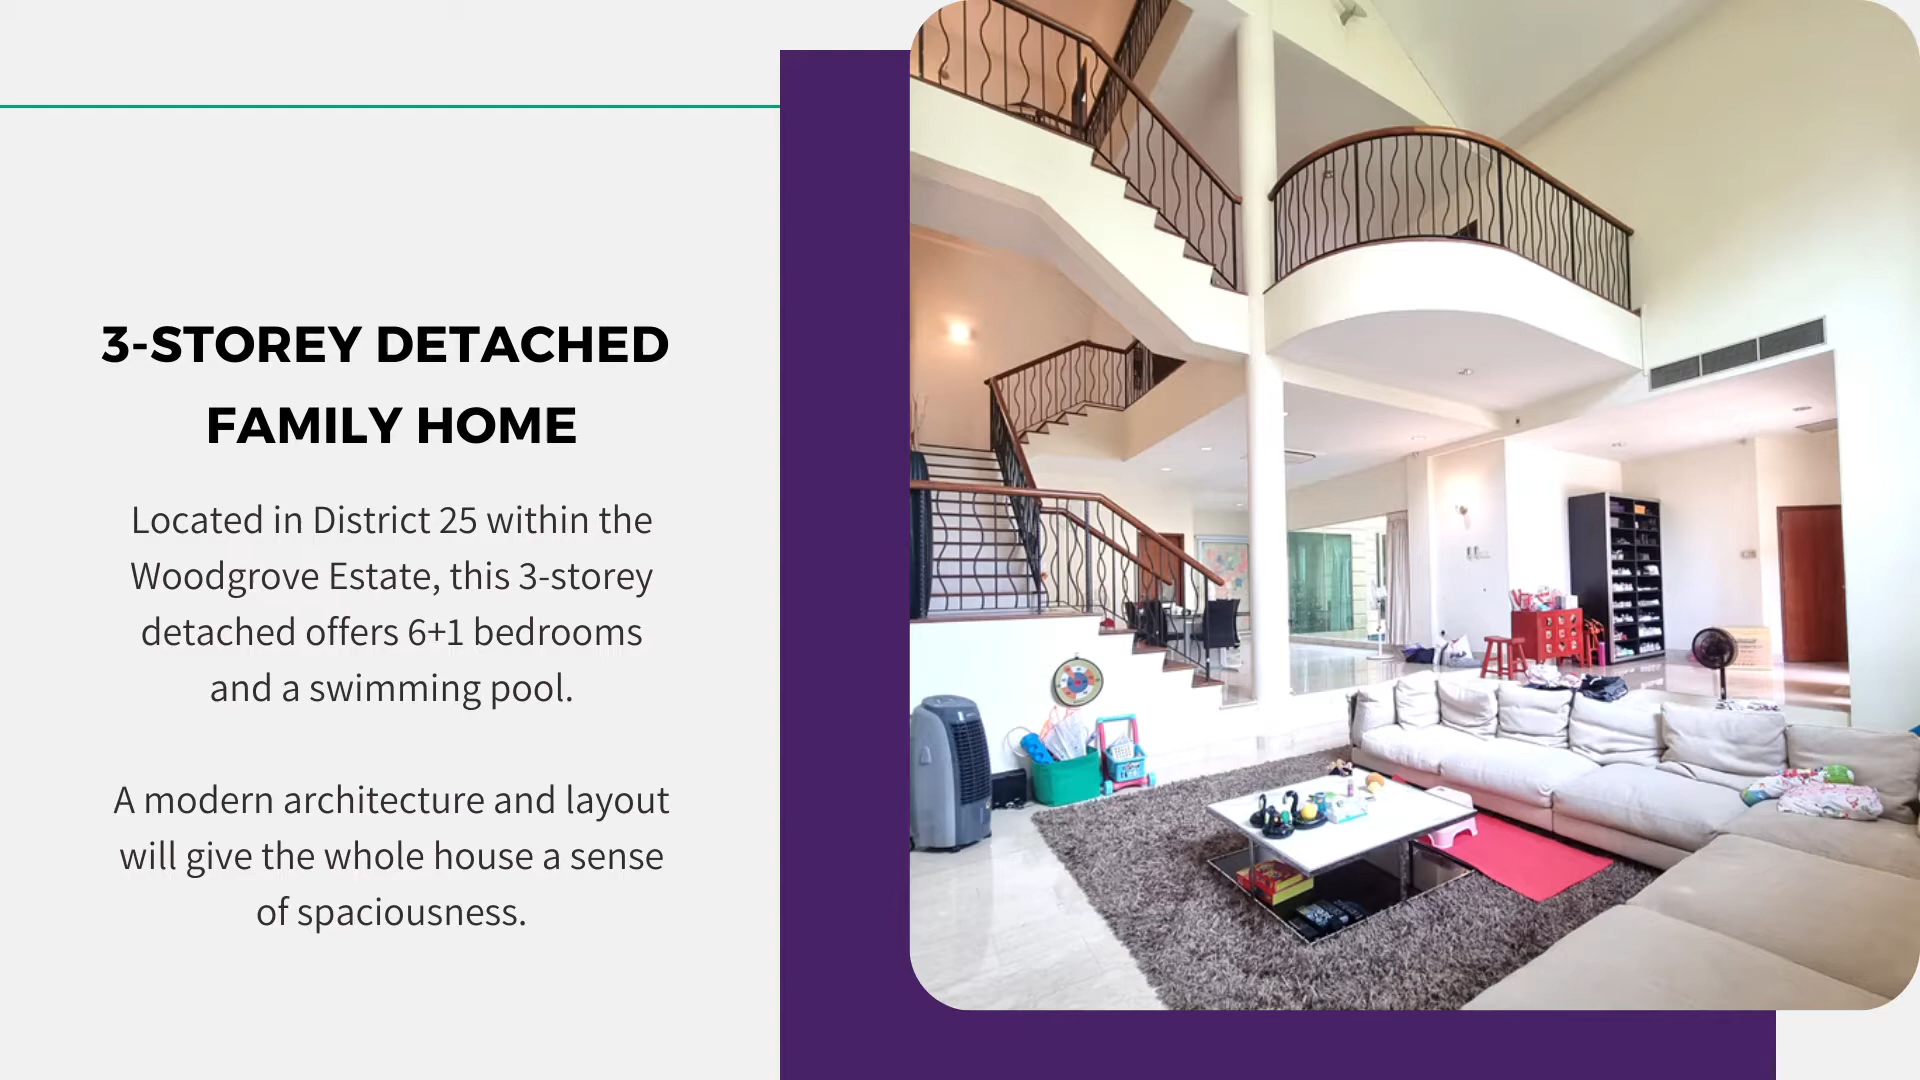 3-STOREY DETACHED
FAMILY HOME
Located in District 25 within the
Woodgrove Estate, this 3-storey
detached offers 6+1 bedrooms
and a swimming pool.
A modern architecture and layout
will give the whole house a sense
of spaciousness.